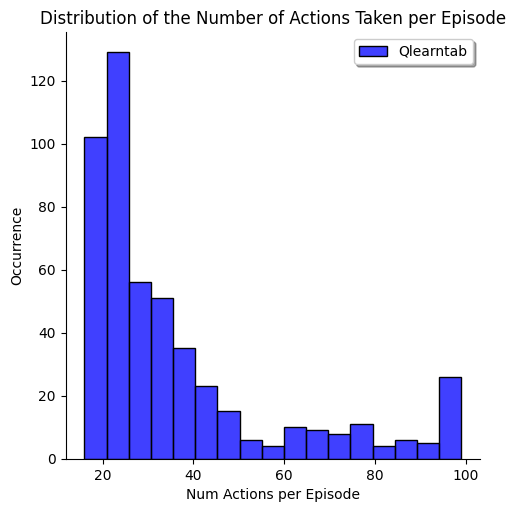 Distribution of the Number of Actions Taken per Episode
Qlearntab
120
100
80
60
40
20
0
Occurrence
20 40 60 80 100
Num Actions per Episode